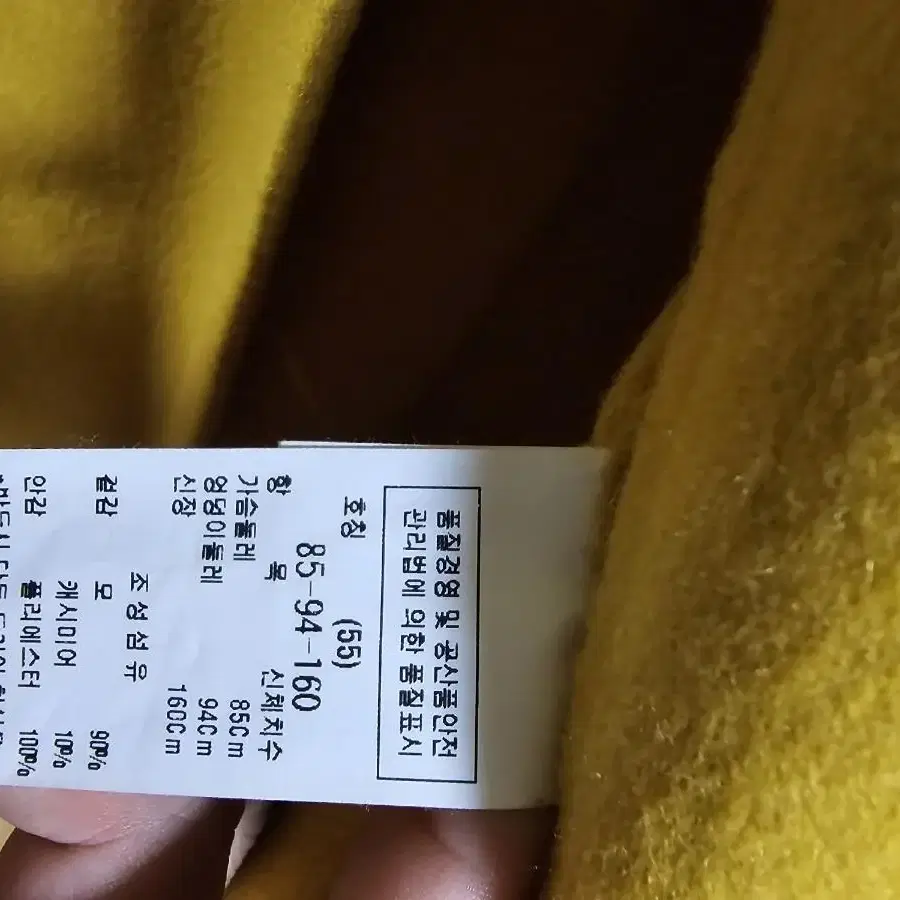 품질경영 및 공산품안전
관리법에 의한 품질표시
호칭 (55)
85-94-160
항 목 신체치수
가슴둘레 85Cm
엉덩이둘레 94Cm
신장 160Cm
조성섬유
겉감 모 90%
캐시미어 10%
안감 폴리에스터 100%